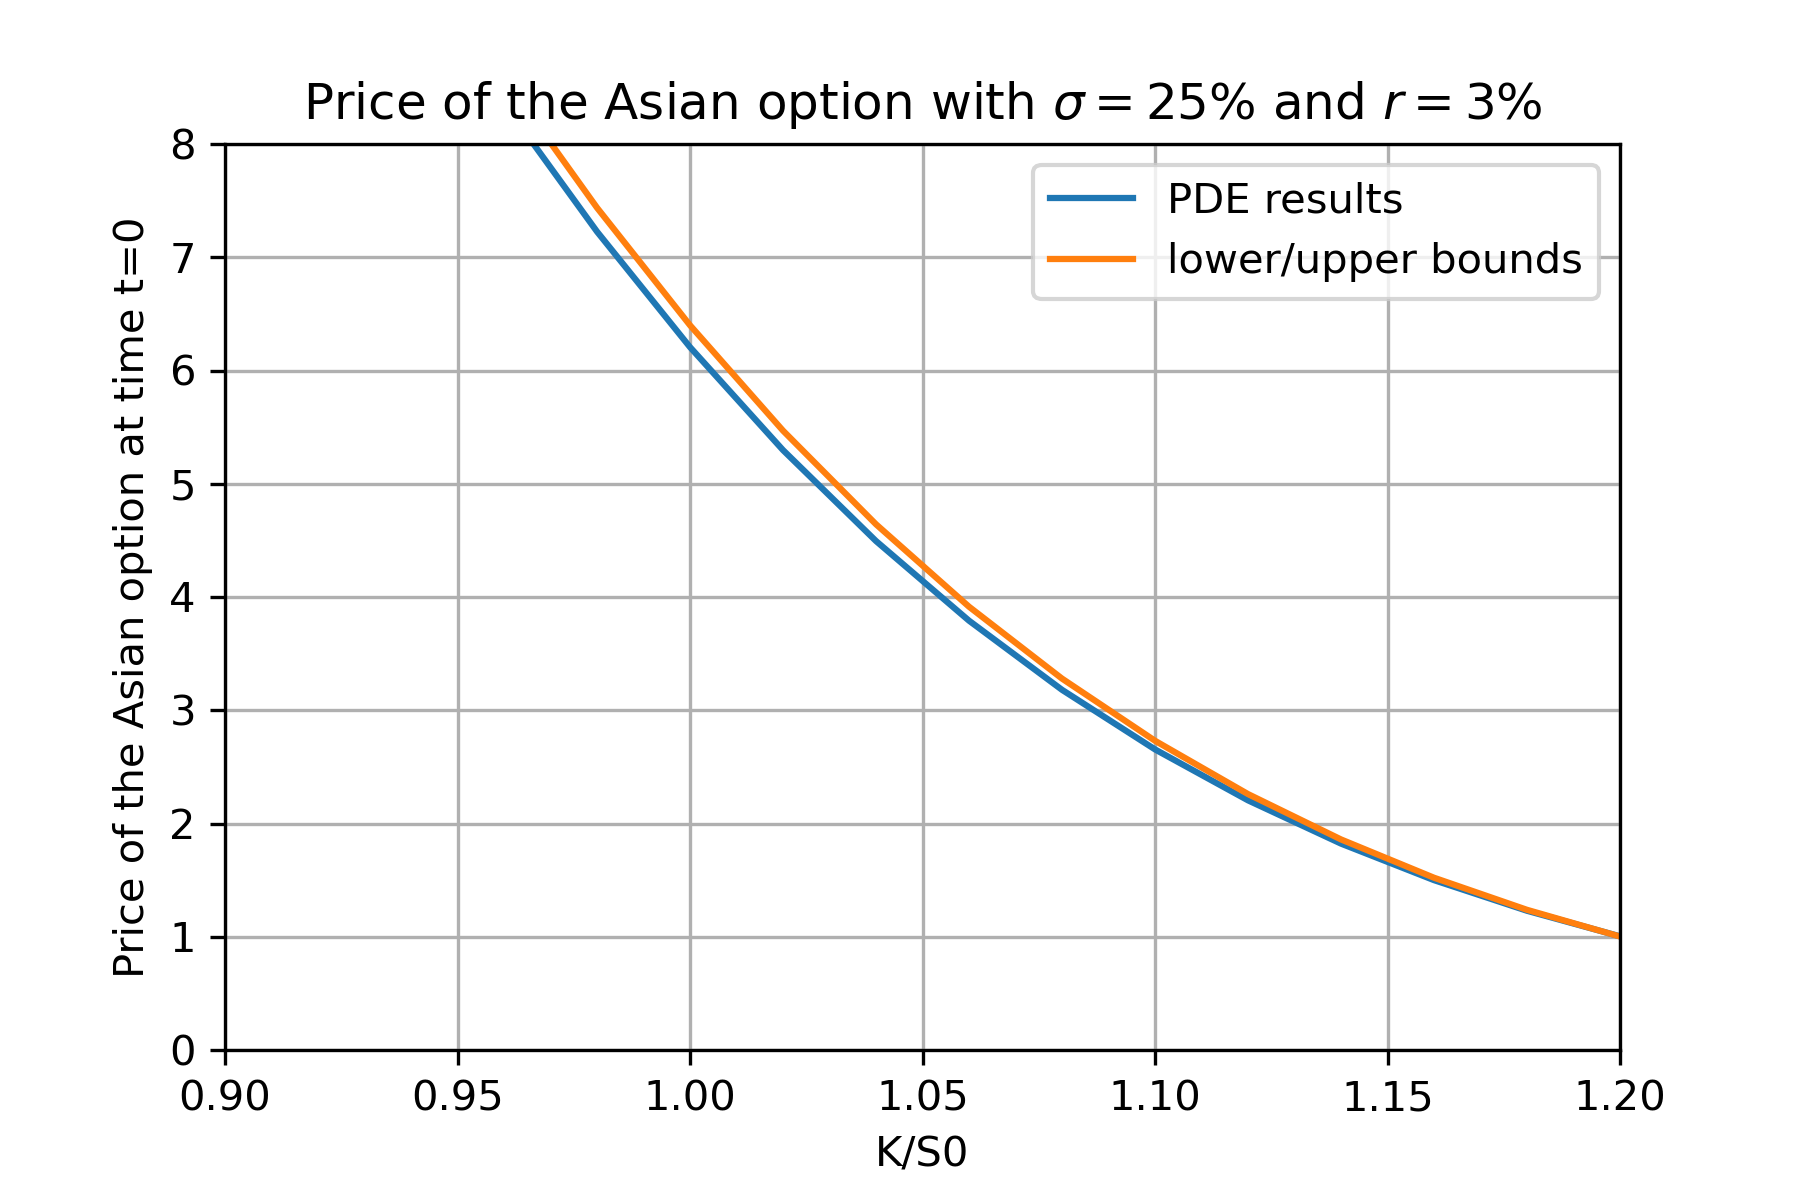 Price of the Asian option with σ = 25% and r = 3%
Price of the Asian option at time t=0
8
7
6
5
4
3
2
1
0
PDE results
lower/upper bounds
0.90 0.95 1.00 1.05 1.10 1.15 1.20
K/S0